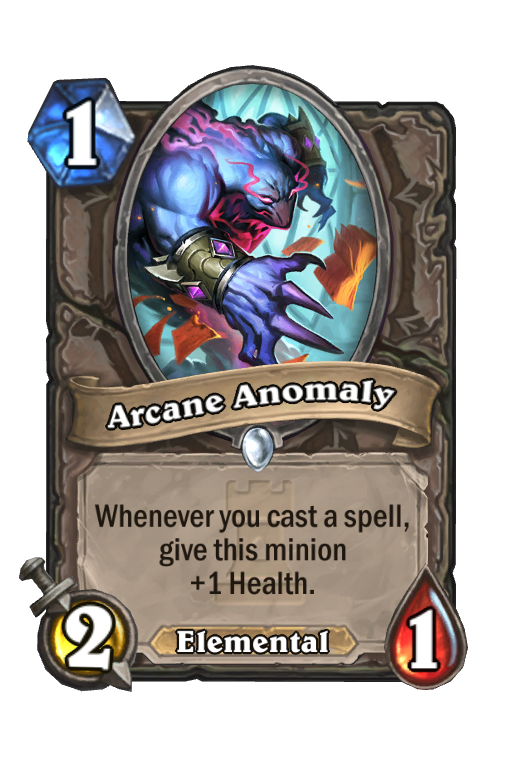 1
Arcane Anomaly
Whenever you cast a spell,
give this minion
+1 Health.
2
Elemental
1